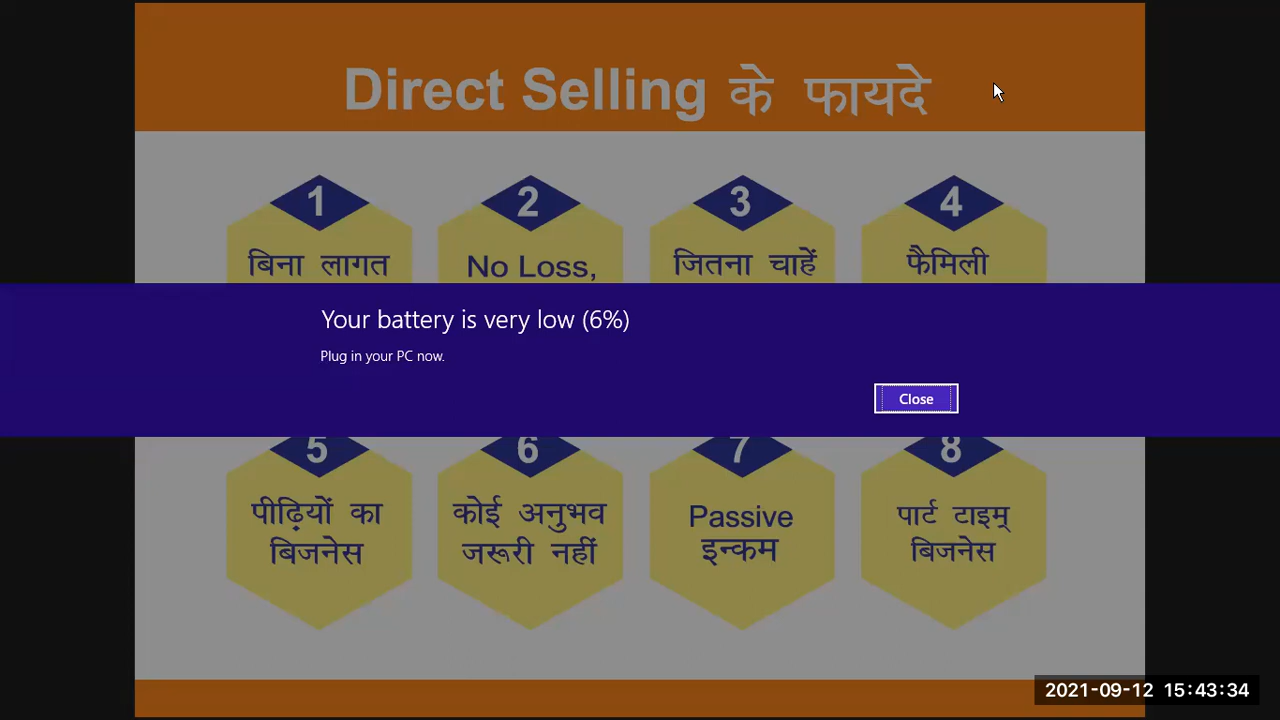 Direct Selling के फायदे
1
2
3
4
बिना लागत
No Loss,
जितना चाहें
फैमिली
Your battery is very low (6%)
Plug in your PC now.
Close
5
6
7
8
पीढ़ियों का
बिजनेस
कोई अनुभव
जरूरी नहीं
Passive
इन्कम
पार्ट टाइम्
बिजनेस
2021-09-12 15:43:34